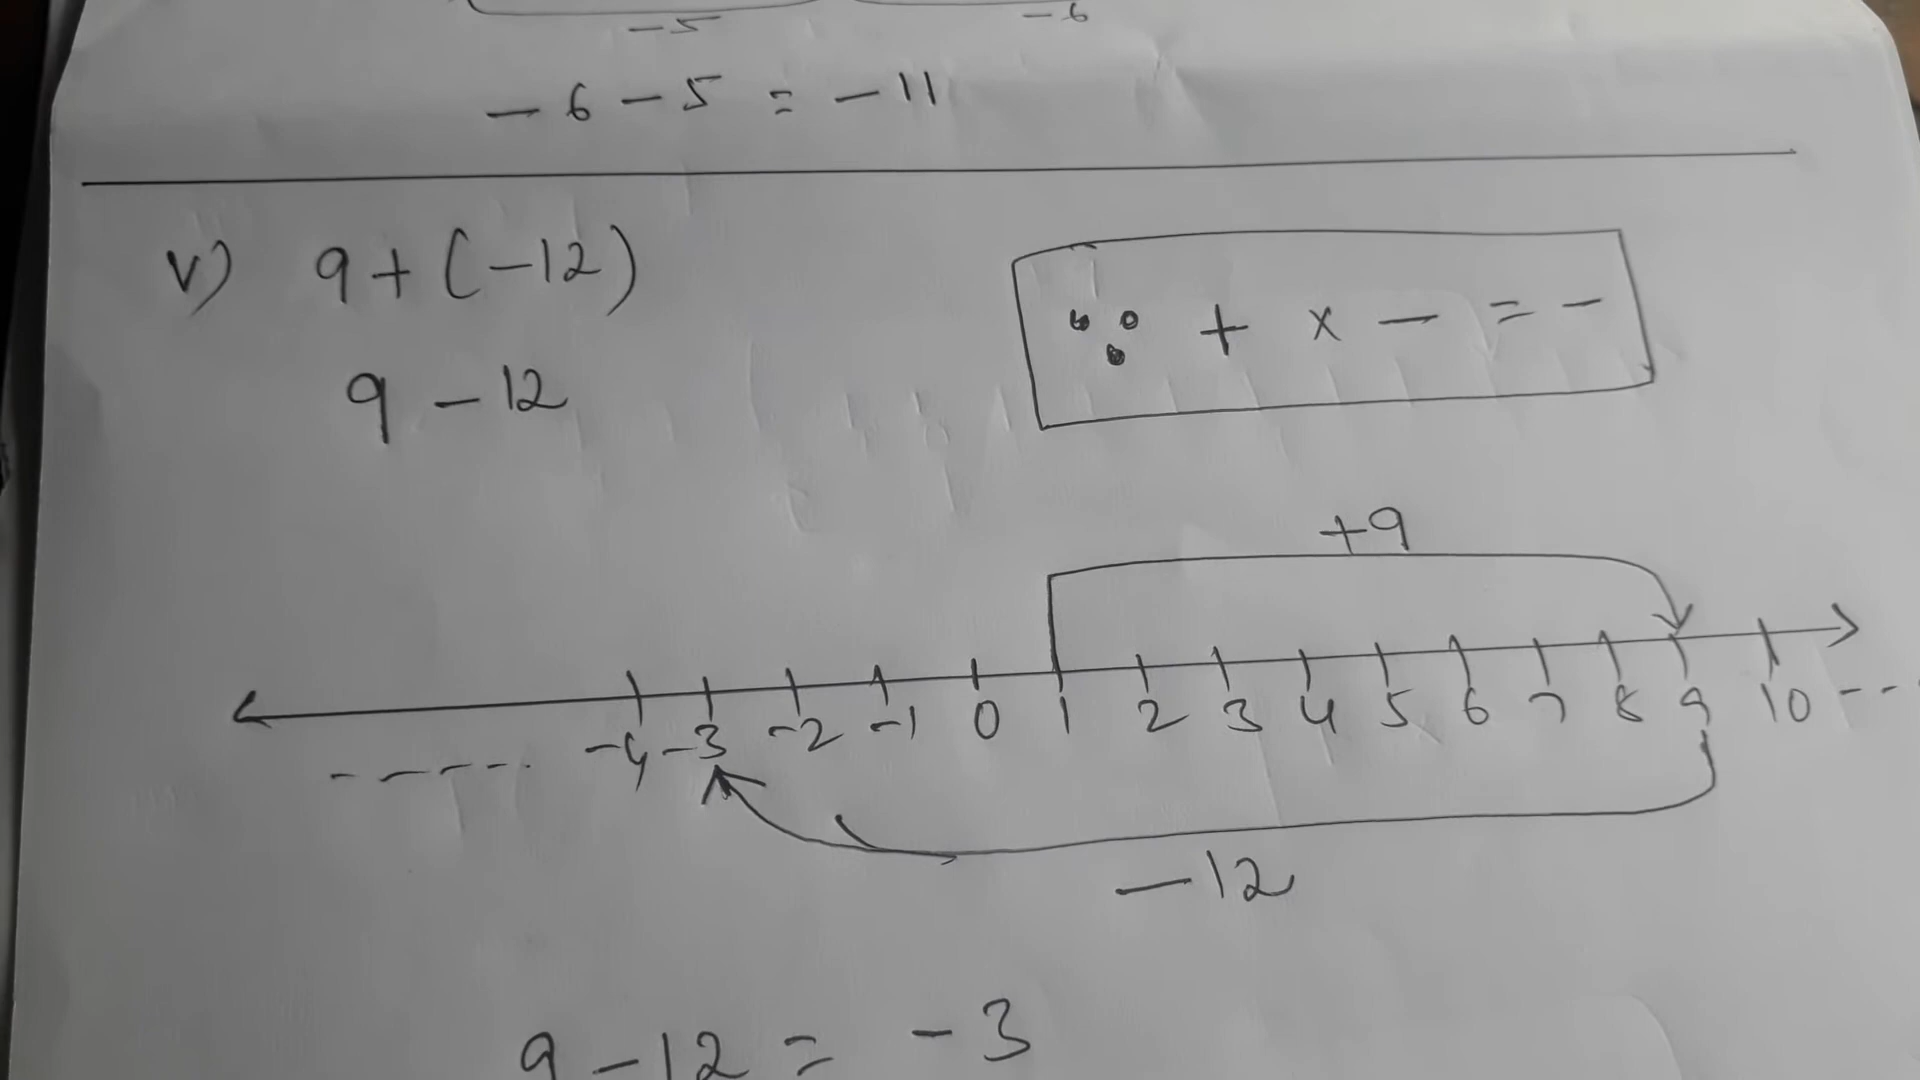 -5 -6
-6-5 = -11
v) 9+(-12)
∵ + x - = -
9-12
+9
-4 -3 -2 -1 0 1 2 3 4 5 6 7 8 9 10 ---
-12
9-12 = -3